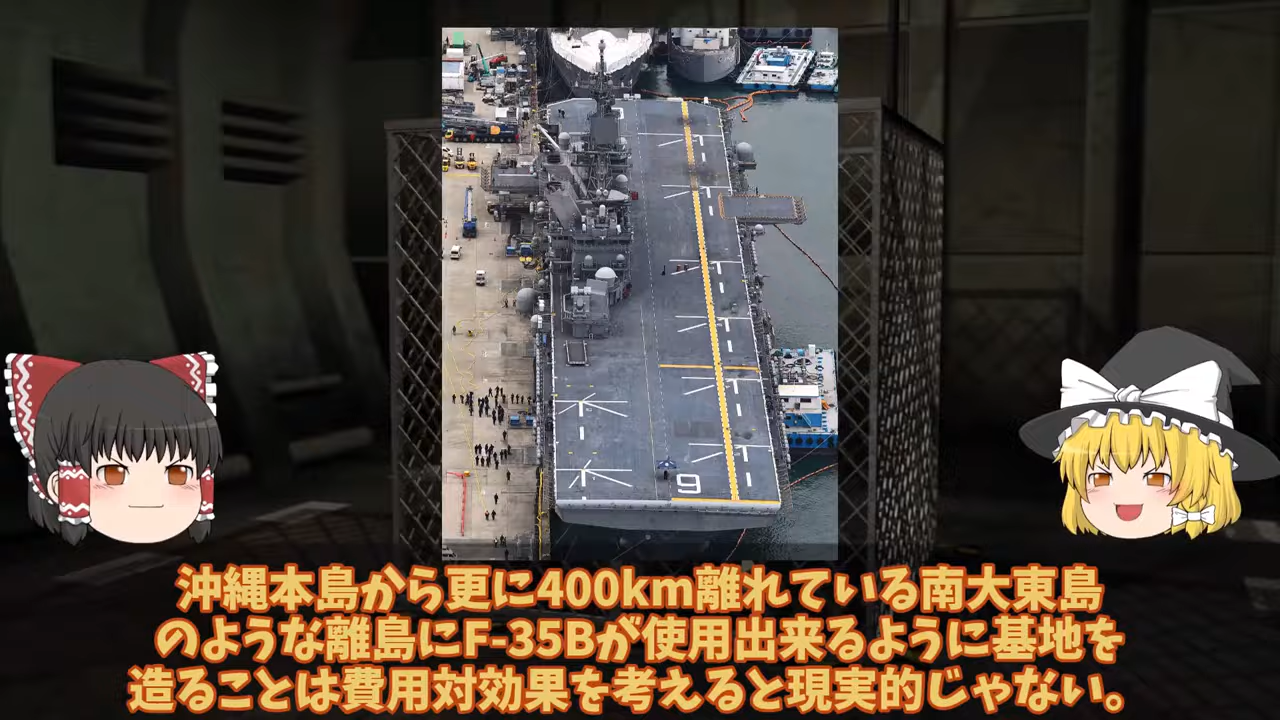 9
沖縄本島から更に400km離れている南大東島
のような離島にF-35Bが使用出来るように基地を
造ることは費用対効果を考えると現実的じゃない。